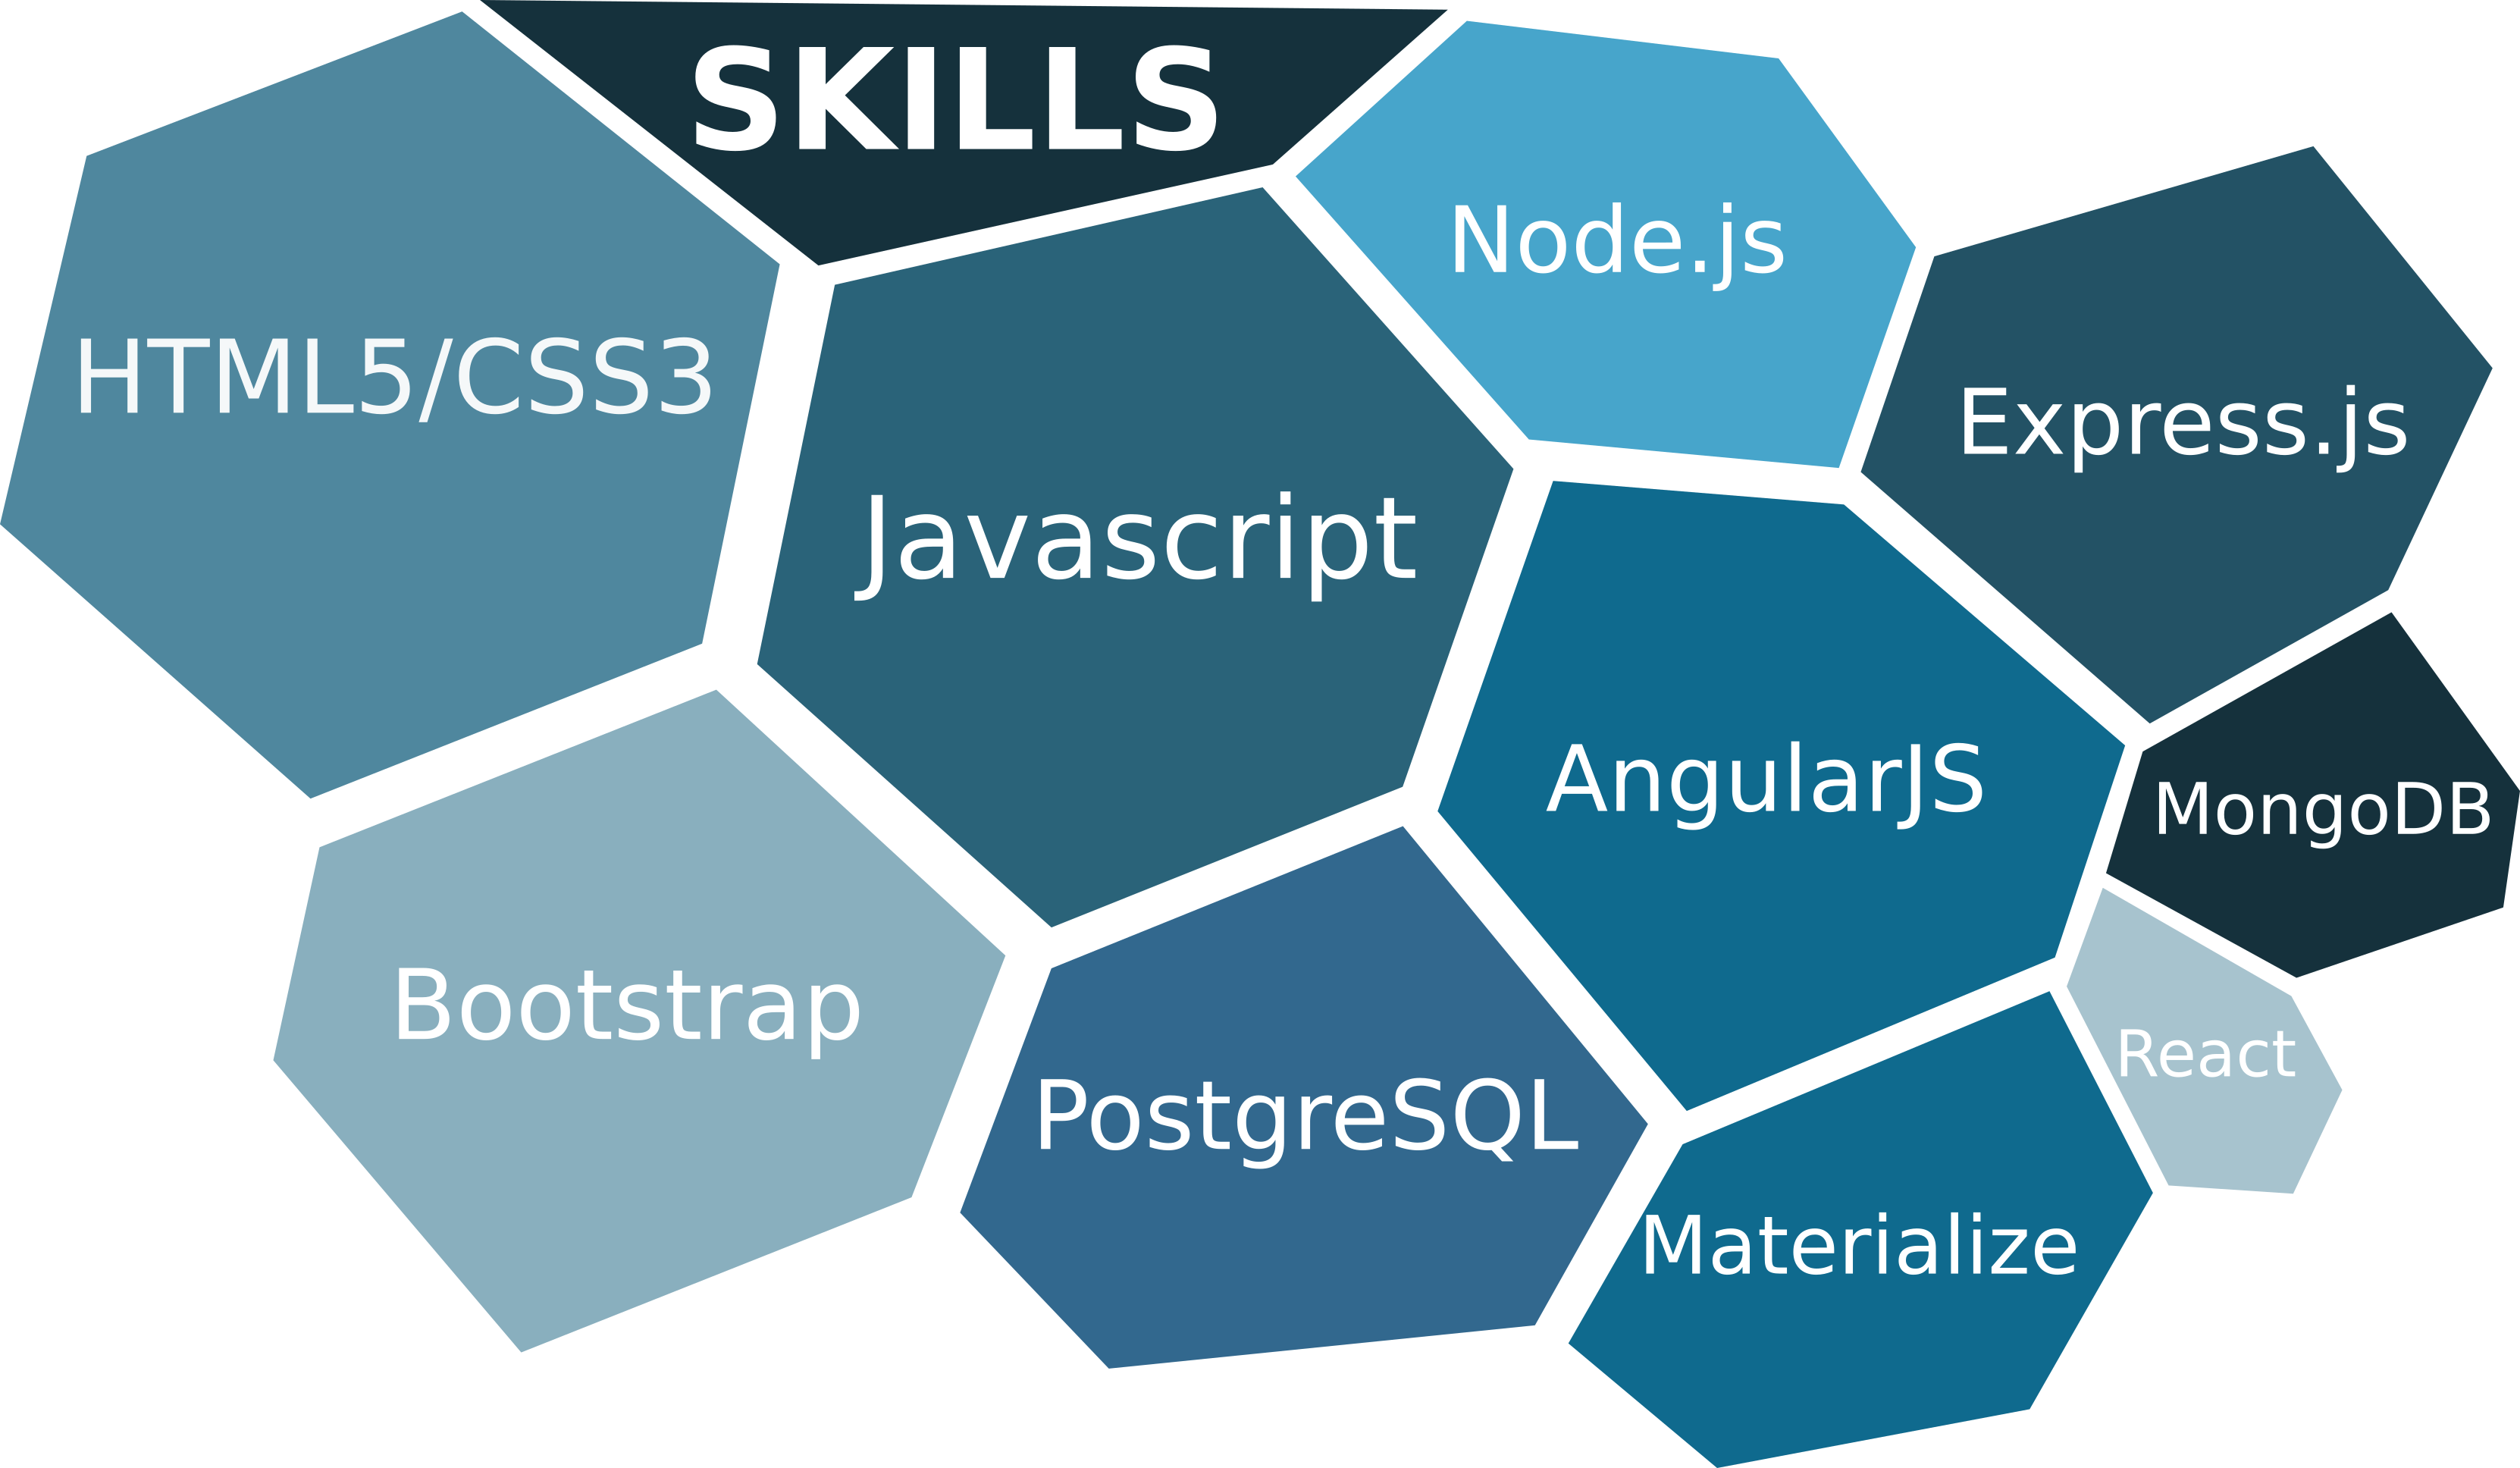 SKILLS
Node.js
HTML5/CSS3
Express.js
Javascript
AngularJS
MongoDB
Bootstrap
React
PostgreSQL
Materialize